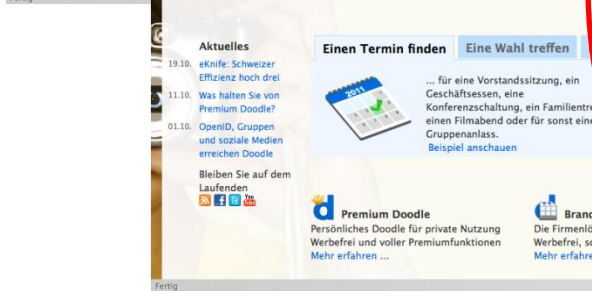 Fertig
Aktuelles
19.10. eKnife: Schweizer
Effizienz hoch drei
11.10. Was halten Sie von
Premium Doodle?
01.10. OpenID, Gruppen
und soziale Medien
erreichen Doodle
Bleiben Sie auf dem
Laufenden
You
Einen Termin finden
Eine Wahl treffen
2011
... für eine Vorstandssitzung, ein
Geschäftsessen, eine
Konferenzschaltung, ein Familientre
einen Filmabend oder für sonst eine
Gruppenanlass.
Beispiel anschauen
Premium Doodle
Persönliches Doodle für private Nutzung
Werbefrei und voller Premiumfunktionen
Mehr erfahren ...
Branc
Die Firmenlö
Werbefrei, sc
Mehr erfahre
Fertig